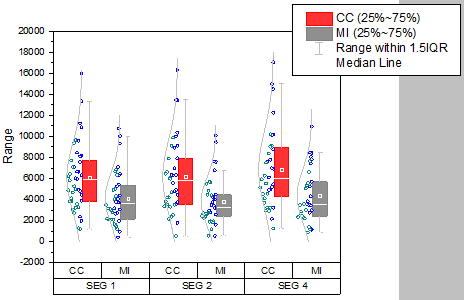 CC (25%~75%)
MI (25%~75%)
Range within 1.5IQR
Median Line
20000
18000
16000
14000
12000
10000
8000
6000
4000
2000
0
-2000
Range
CC MI CC MI CC MI
SEG 1 SEG 2 SEG 4